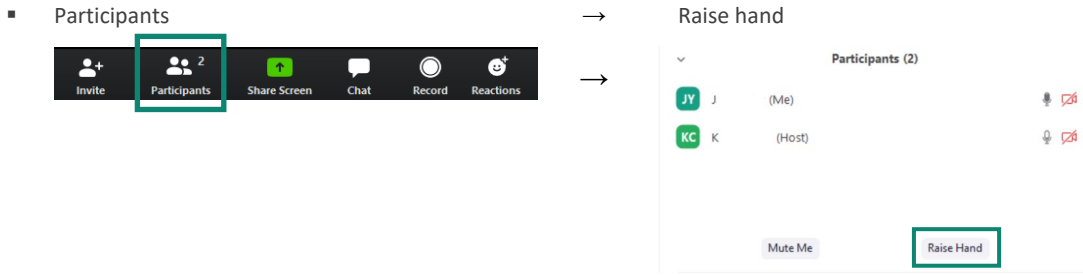 ▪ Participants → Raise hand
2
Invite Participants Share Screen Chat Record Reactions
→
Participants (2)
JY J (Me)
KC K (Host)
Mute Me Raise Hand